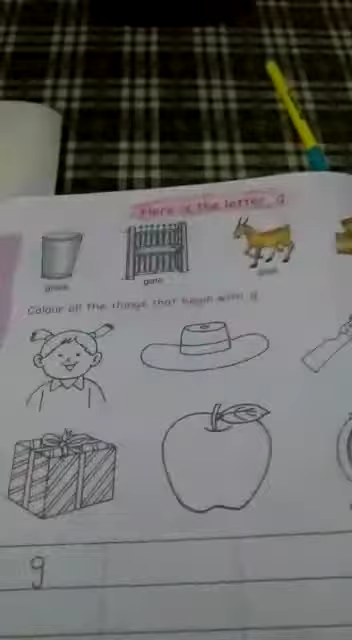 Here is the letter g
glass gate goat
Colour all the things that begin with g
g